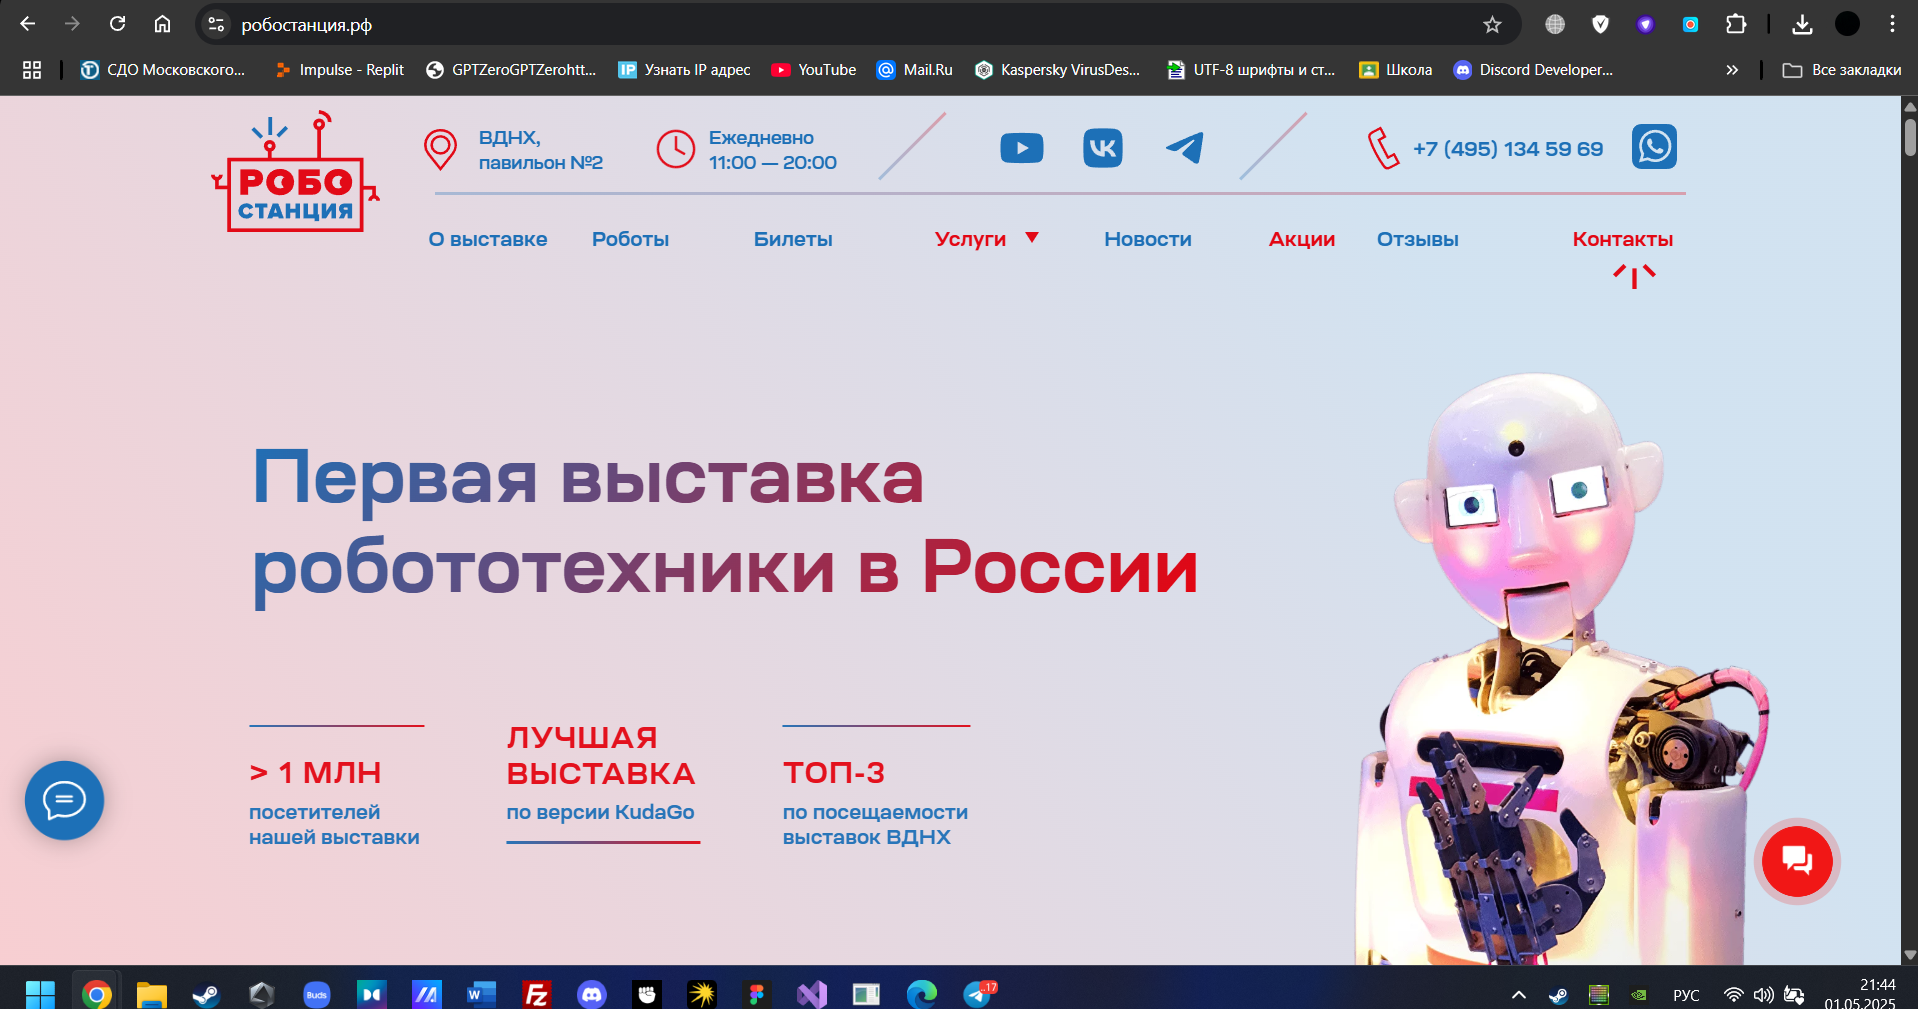 робостанция.рф
СДО Московского...
Impulse - Replit
GPTZeroGPTZerohtt...
Узнать IP адрес
YouTube
Mail.Ru
Kaspersky VirusDes...
UTF-8 шрифты и ст...
Школа
Discord Developer...
Все закладки
РОБО
СТАНЦИЯ
ВДНХ,
павильон №2
Ежедневно
11:00 — 20:00
+7 (495) 134 59 69
О выставке
Роботы
Билеты
Услуги
Новости
Акции
Отзывы
Контакты
Первая выставка
робототехники в России
> 1 МЛН
посетителей
нашей выставки
ЛУЧШАЯ
ВЫСТАВКА
по версии KudaGo
ТОП-3
по посещаемости
выставок ВДНХ
Buds
..17
РУС
21:44
01.05.2025